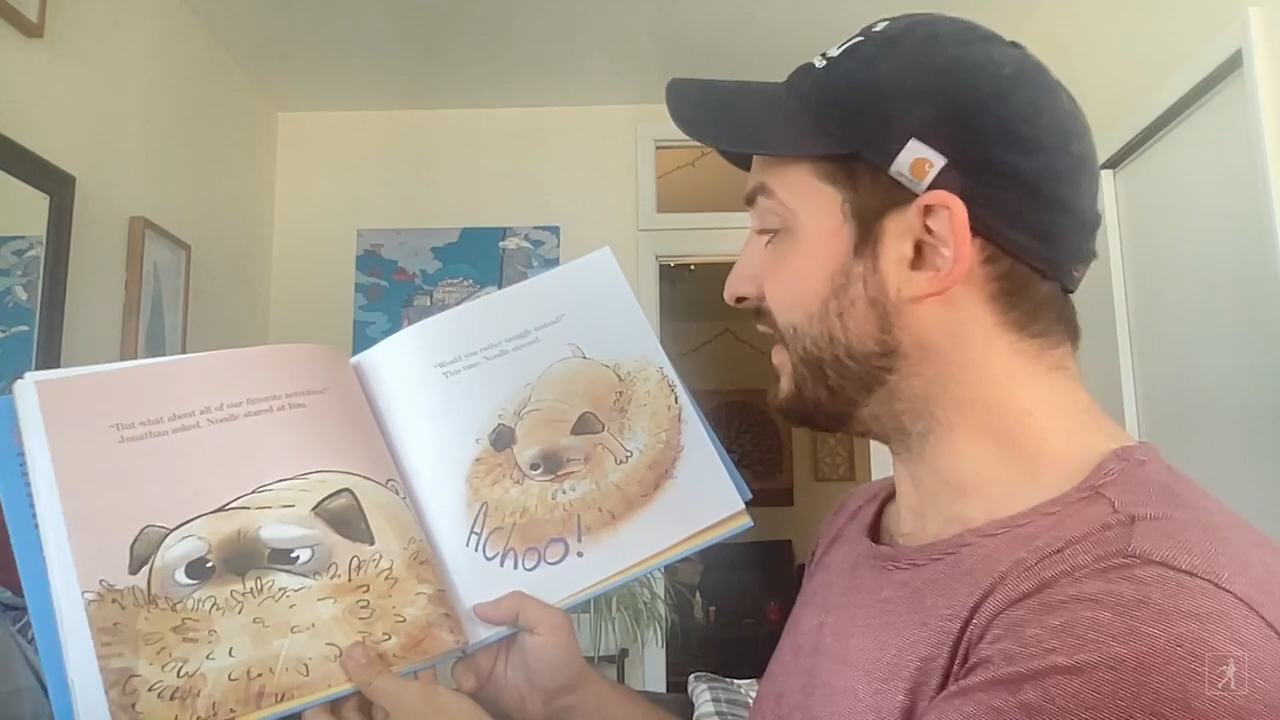 "But what about all of our favorite activities?"
Jonathan asked. Noodle stared at him.
"Would you rather snuggle instead?"
This time, Noodle sneezed.
Achoo!